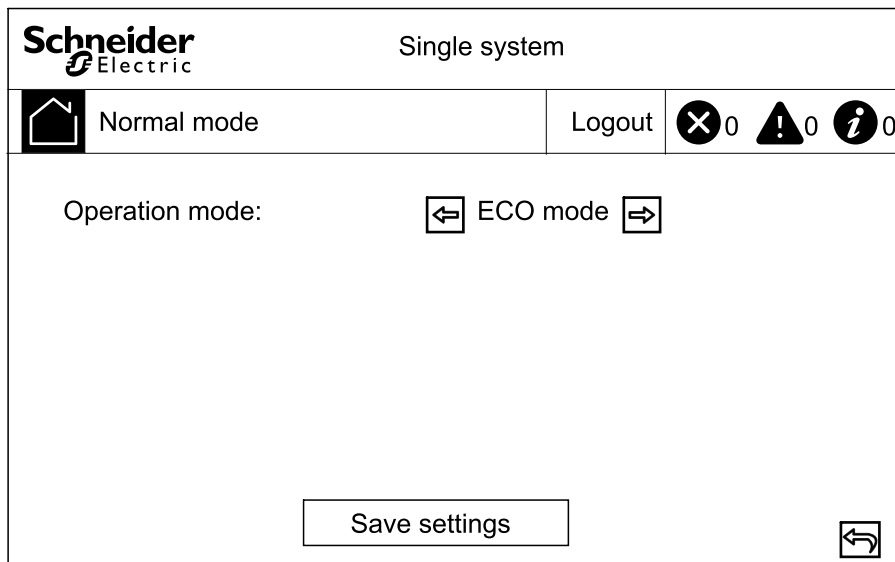 Schneider
Electric
Single system
Normal mode
Logout
0
0
0
Operation mode:
ECO mode
Save settings